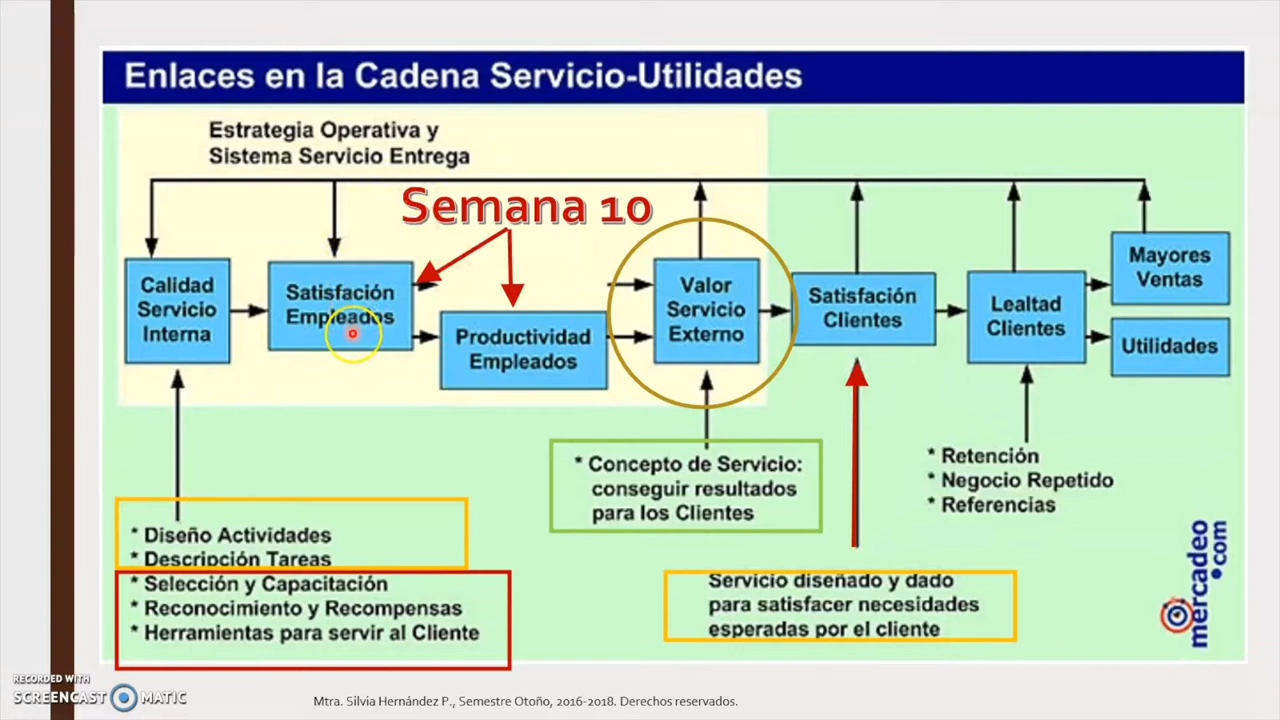 Enlaces en la Cadena Servicio-Utilidades
Estrategia Operativa y
Sistema Servicio Entrega
Semana 10
Calidad
Servicio
Interna
Satisfacción
Empleados
Productividad
Empleados
Valor
Servicio
Externo
Satisfacción
Clientes
Lealtad
Clientes
Mayores
Ventas
Utilidades
* Diseño Actividades
* Descripción Tareas
* Selección y Capacitación
* Reconocimiento y Recompensas
* Herramientas para servir al Cliente
* Concepto de Servicio:
conseguir resultados
para los Clientes
Servicio diseñado y dado
para satisfacer necesidades
esperadas por el cliente
* Retención
* Negocio Repetido
* Referencias
mercadeo
.com
RECORDED WITH
SCREENCAST MATIC
Mtra. Silvia Hernández P., Semestre Otoño, 2016-2018. Derechos reservados.